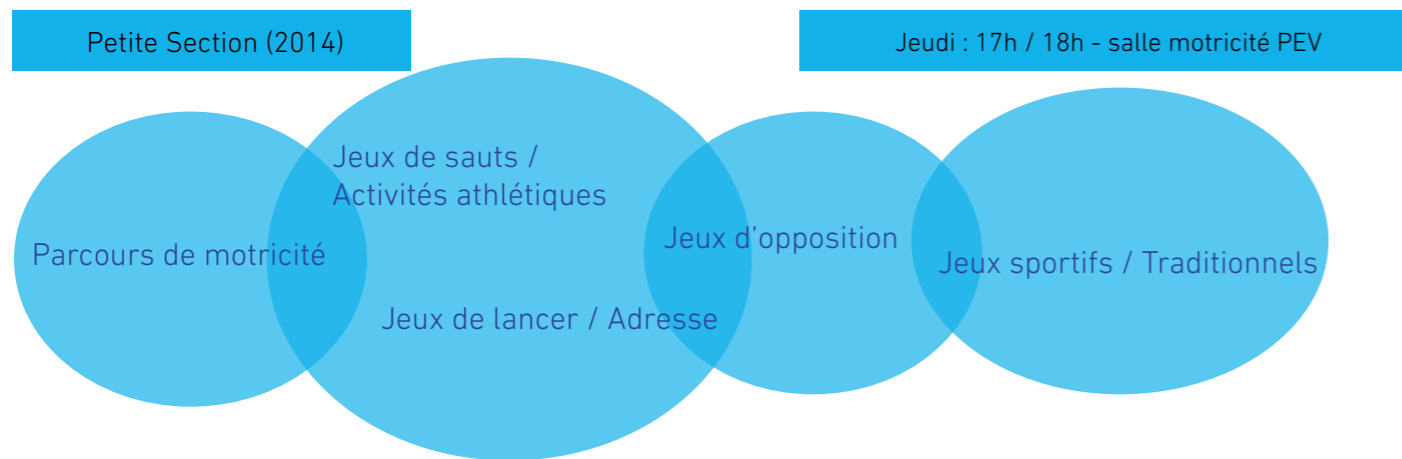 Petite Section (2014)
Jeudi : 17h / 18h - salle motricité PEV
Parcours de motricité
Jeux de sauts /
Activités athlétiques
Jeux de lancer / Adresse
Jeux d'opposition
Jeux sportifs / Traditionnels